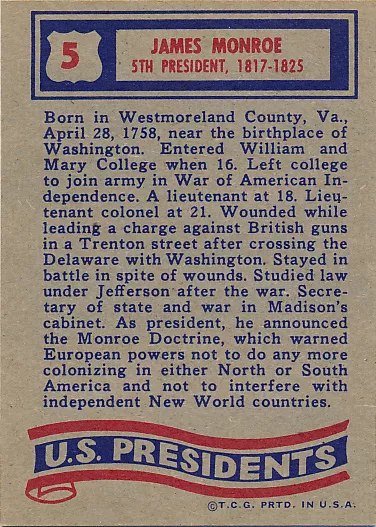 5
JAMES MONROE
5TH PRESIDENT, 1817-1825
Born in Westmoreland County, Va.,
April 28, 1758, near the birthplace of
Washington. Entered William and
Mary College when 16. Left college
to join army in War of American In-
dependence. A lieutenant at 18. Lieu-
tenant colonel at 21. Wounded while
leading a charge against British guns
in a Trenton street after crossing the
Delaware with Washington. Stayed in
battle in spite of wounds. Studied law
under Jefferson after the war. Secre-
tary of state and war in Madison's
cabinet. As president, he announced
the Monroe Doctrine, which warned
European powers not to do any more
colonizing in either North or South
America and not to interfere with
independent New World countries.
U.S. PRESIDENTS
©T.C.G. PRTD. IN U.S.A.